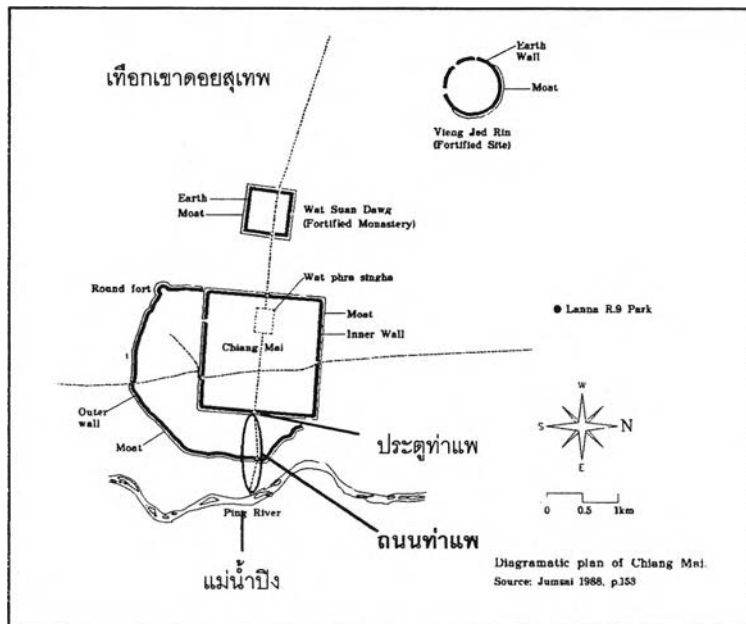 เทือกเขาดอยสุเทพ
Earth
Wall
Moat
Vieng Jed Rin
(Fortified Site)
Earth
Moat
Wat Suan Dawg
(Fortified Monastery)
Wat phra singha
Round fort
Moat
Inner Wall
Chiang Mai
Lanna R.9 Park
Outer
wall
Moat
W
S
N
E
ประตูท่าแพ
0 0.5 1km
Ping River
ถนนท่าแพ
แม่น้ำปิง
Diagramatic plan of Chiang Mai.
Source: Jumsai 1988, p.153